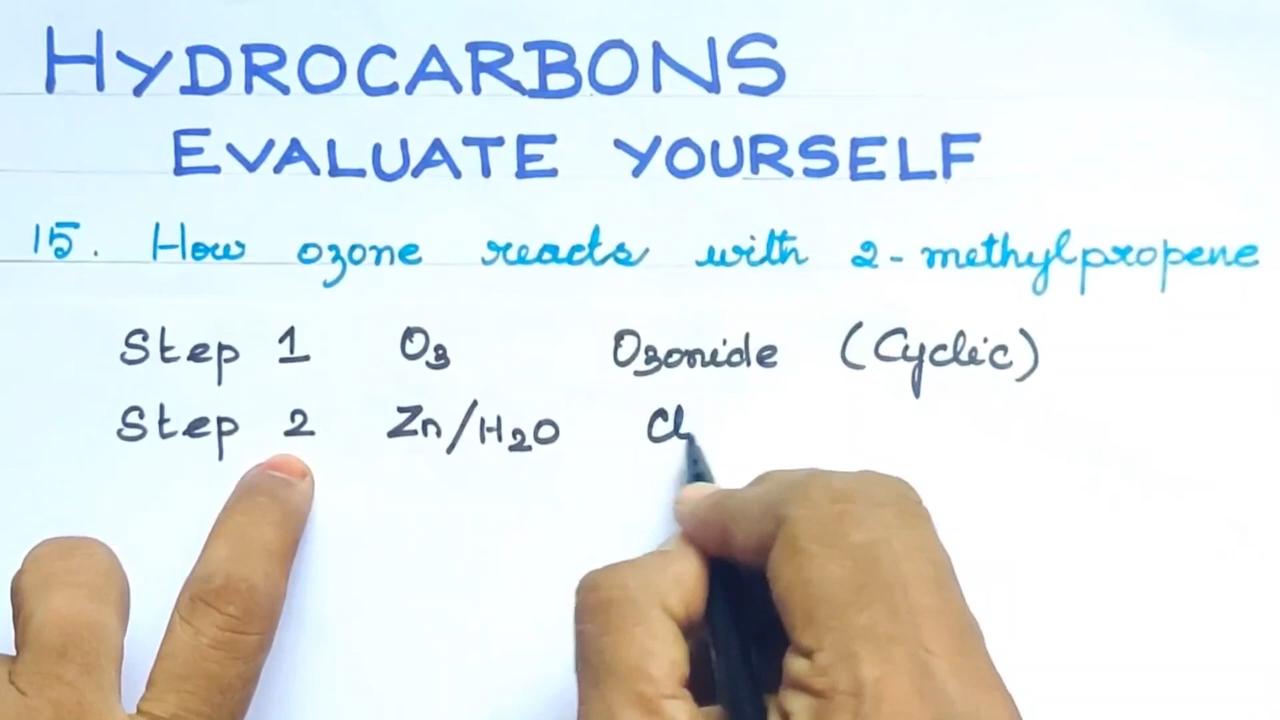 HYDROCARBONS
EVALUATE YOURSELF
15. How ozone reacts with 2-methylpropene
Step 1 O3 Ozonide (Cyclic)
Step 2 Zn/H2O Cl